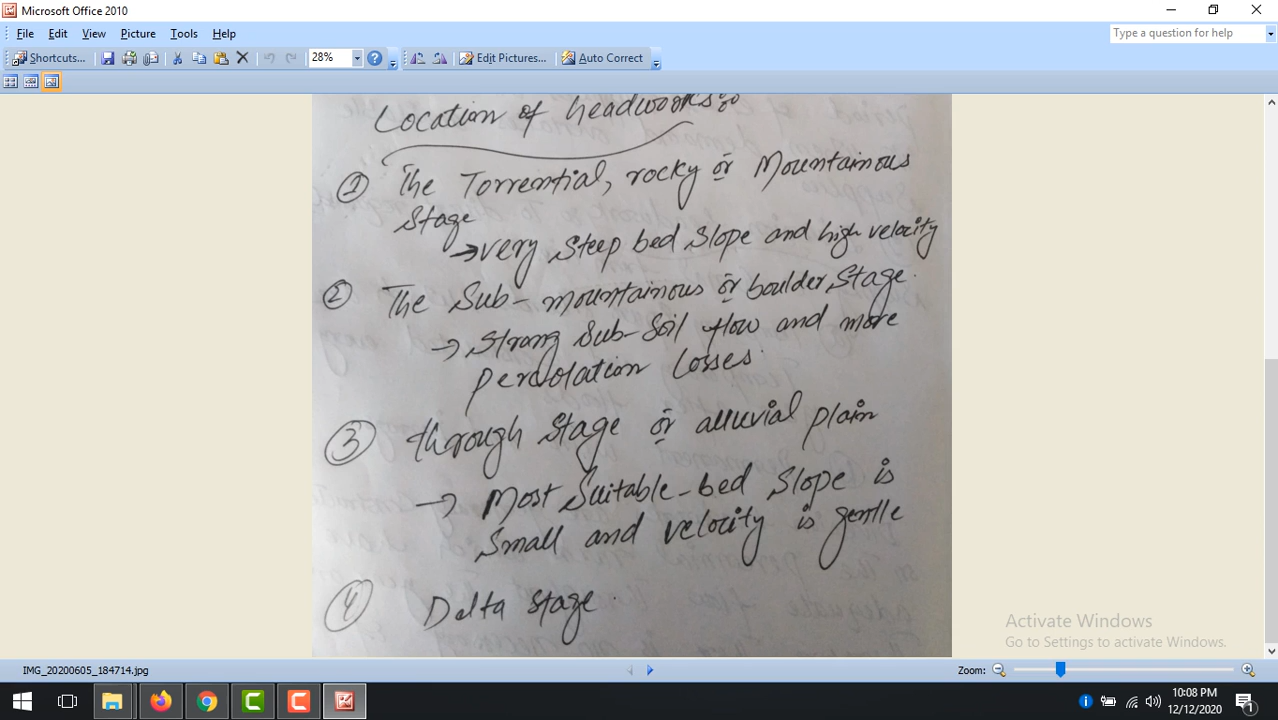 Microsoft Office 2010
File Edit View Picture Tools Help
Type a question for help
Shortcuts...
28%
Edit Pictures...
Auto Correct
Location of headworks
① The Torrential, rocky or Mountainous
Stage
→ very Steep bed Slope and high velocity
② The Sub-mountainous or boulder Stage.
→ Strong Sub-Soil flow and more
percolation Losses.
③ through Stage or alluvial plain
→ Most Suitable-bed Slope is
Small and velocity is gentle
④ Delta Stage.
Activate Windows
Go to Settings to activate Windows.
IMG_20200605_184714.jpg
Zoom:
10:08 PM
12/12/2020
1